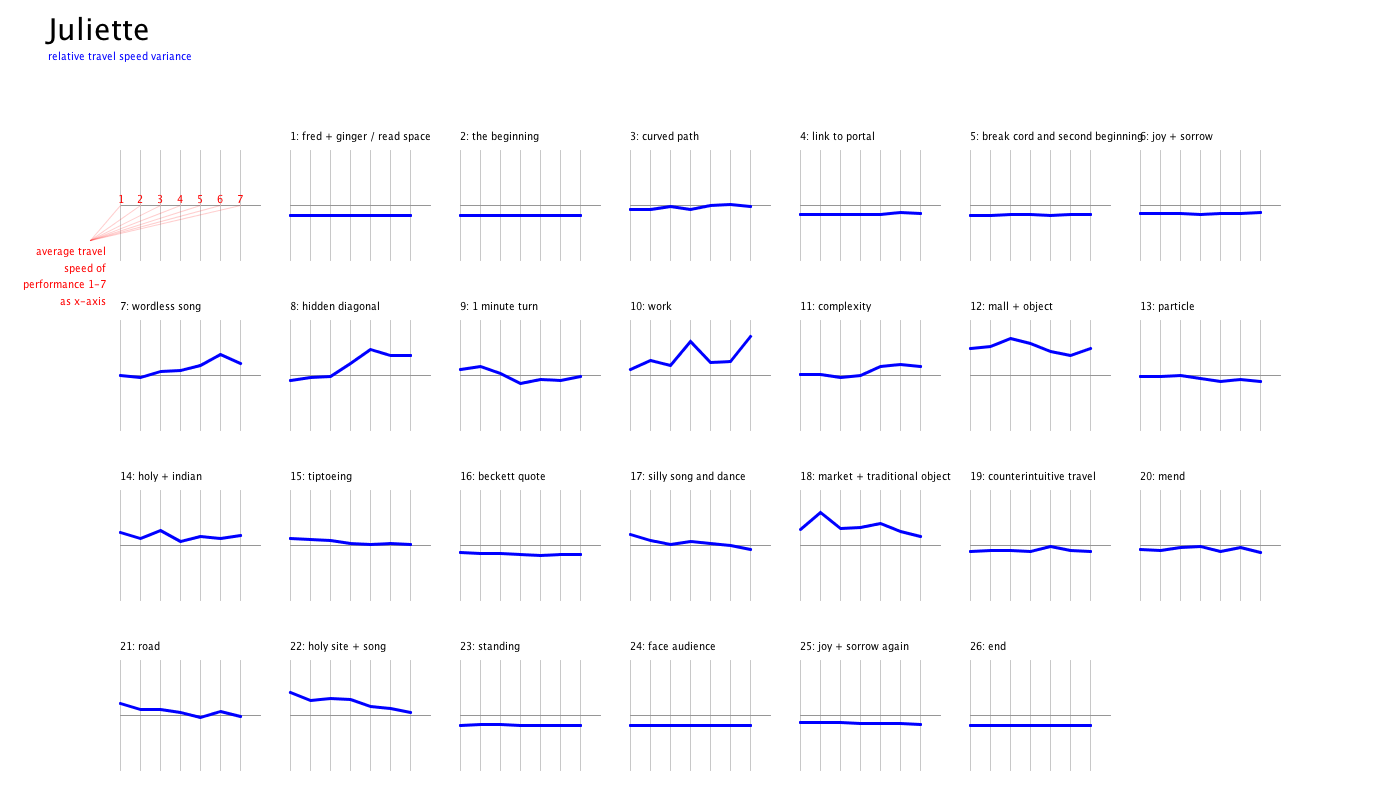 Juliette
relative travel speed variance
1: fred + ginger / read space
2: the beginning
3: curved path
4: link to portal
5: break cord and second beginning
6: joy + sorrow
1 2 3 4 5 6 7
average travel
speed of
performance 1-7
as x-axis
7: wordless song
8: hidden diagonal
9: 1 minute turn
10: work
11: complexity
12: mall + object
13: particle
14: holy + indian
15: tiptoeing
16: beckett quote
17: silly song and dance
18: market + traditional object
19: counterintuitive travel
20: mend
21: road
22: holy site + song
23: standing
24: face audience
25: joy + sorrow again
26: end